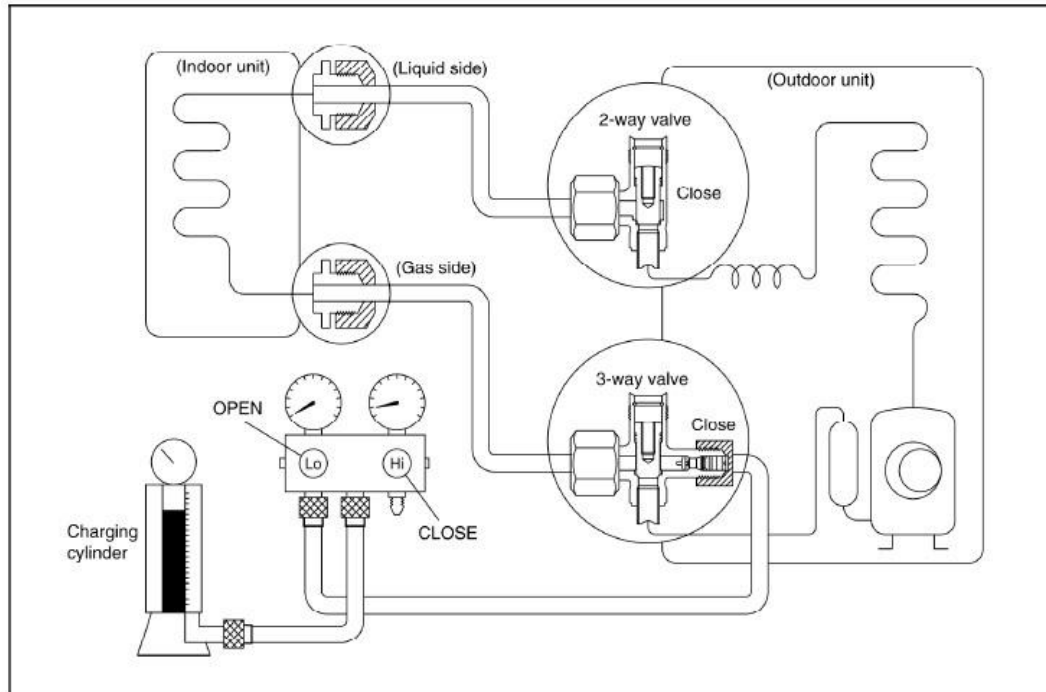 (Indoor unit)
(Liquid side)
(Outdoor unit)
2-way valve
Close
(Gas side)
3-way valve
Close
OPEN
Lo
Hi
CLOSE
Charging
cylinder